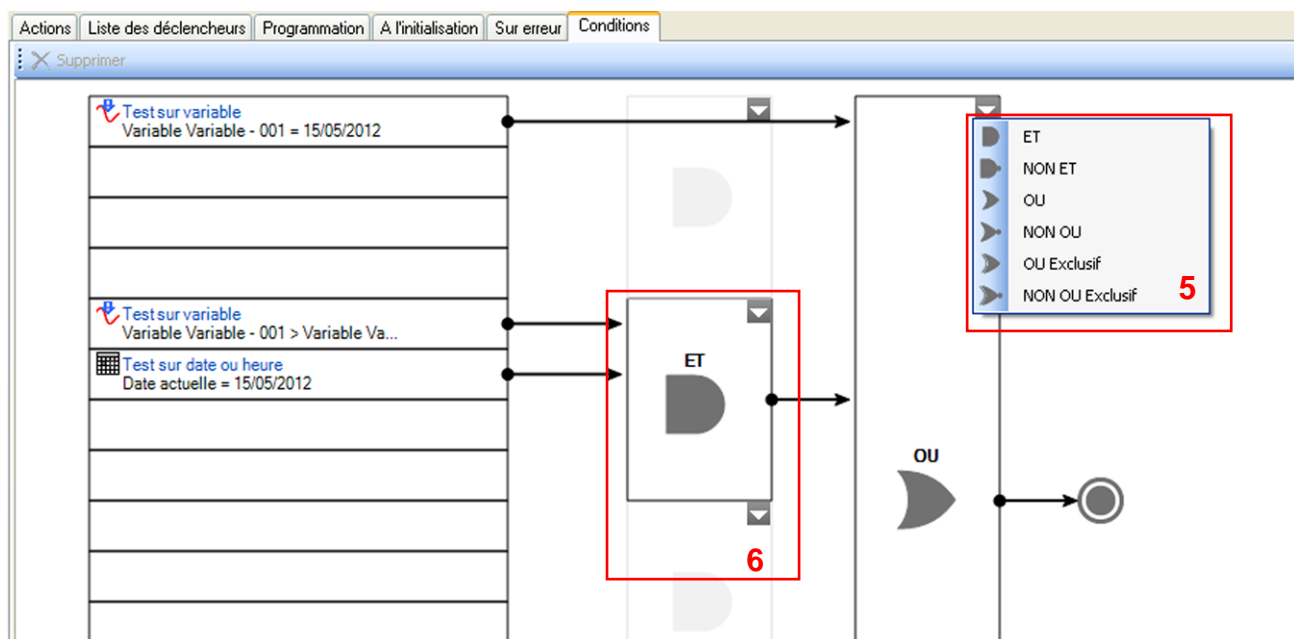 Actions Liste des déclencheurs Programmation A l'initialisation Sur erreur Conditions
Supprimer
Test sur variable
Variable Variable - 001 = 15/05/2012
ET
NON ET
OU
NON OU
OU Exclusif
NON OU Exclusif
5
Test sur variable
Variable Variable - 001 > Variable Va...
Test sur date ou heure
Date actuelle = 15/05/2012
ET
6
OU